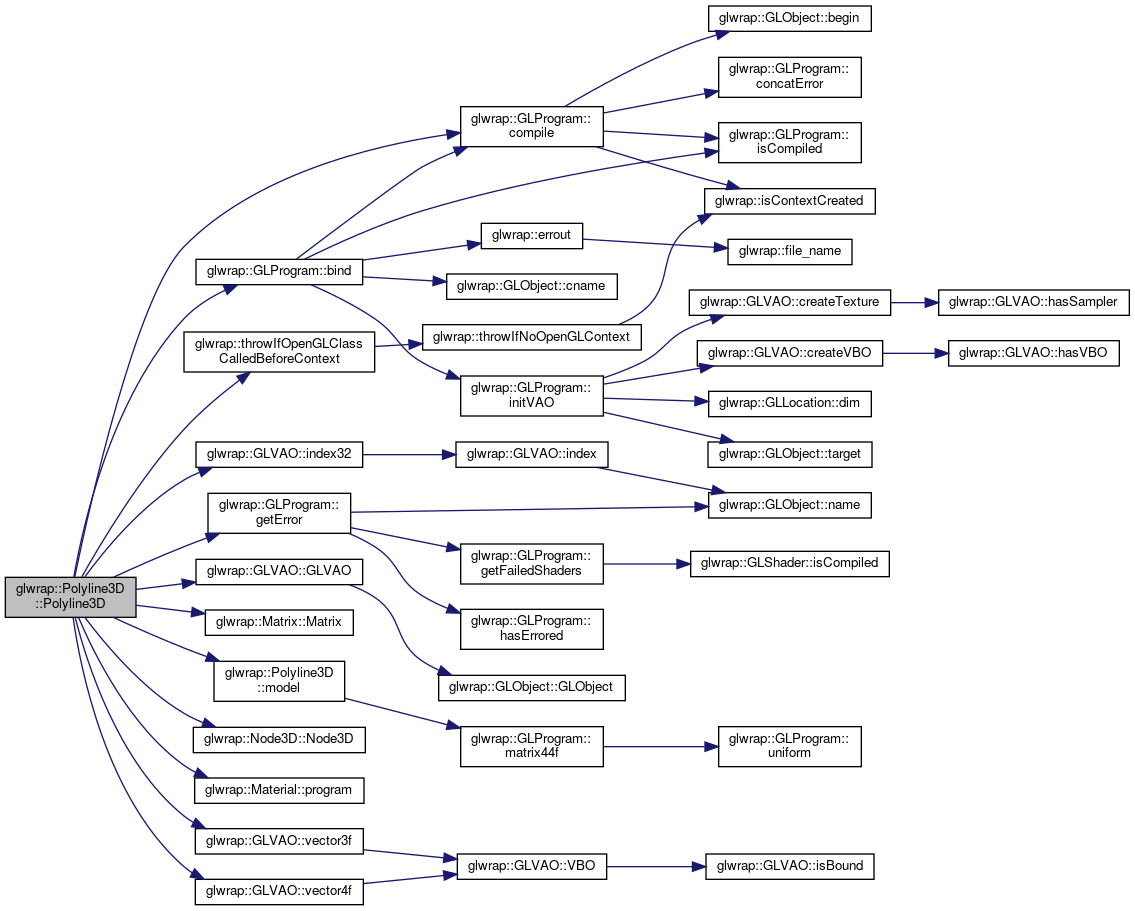 glwrap::GLObject::begin
glwrap::GLProgram::
concatError
glwrap::GLProgram::
compile
glwrap::GLProgram::
isCompiled
glwrap::isContextCreated
glwrap::errout
glwrap::file_name
glwrap::GLProgram::bind
glwrap::GLObject::cname
glwrap::GLVAO::createTexture
glwrap::GLVAO::hasSampler
glwrap::throwIfOpenGLClass
CalledBeforeContext
glwrap::throwIfNoOpenGLContext
glwrap::GLVAO::createVBO
glwrap::GLVAO::hasVBO
glwrap::GLProgram::
initVAO
glwrap::GLLocation::dim
glwrap::GLObject::target
glwrap::GLVAO::index32
glwrap::GLVAO::index
glwrap::GLObject::name
glwrap::GLProgram::
getError
glwrap::GLProgram::
getFailedShaders
glwrap::GLShader::isCompiled
glwrap::GLVAO::GLVAO
glwrap::Polyline3D
::Polyline3D
glwrap::Matrix::Matrix
glwrap::GLProgram::
hasErrored
glwrap::Polyline3D
::model
glwrap::GLObject::GLObject
glwrap::Node3D::Node3D
glwrap::GLProgram::
matrix44f
glwrap::GLProgram::
uniform
glwrap::Material::program
glwrap::GLVAO::vector3f
glwrap::GLVAO::VBO
glwrap::GLVAO::isBound
glwrap::GLVAO::vector4f